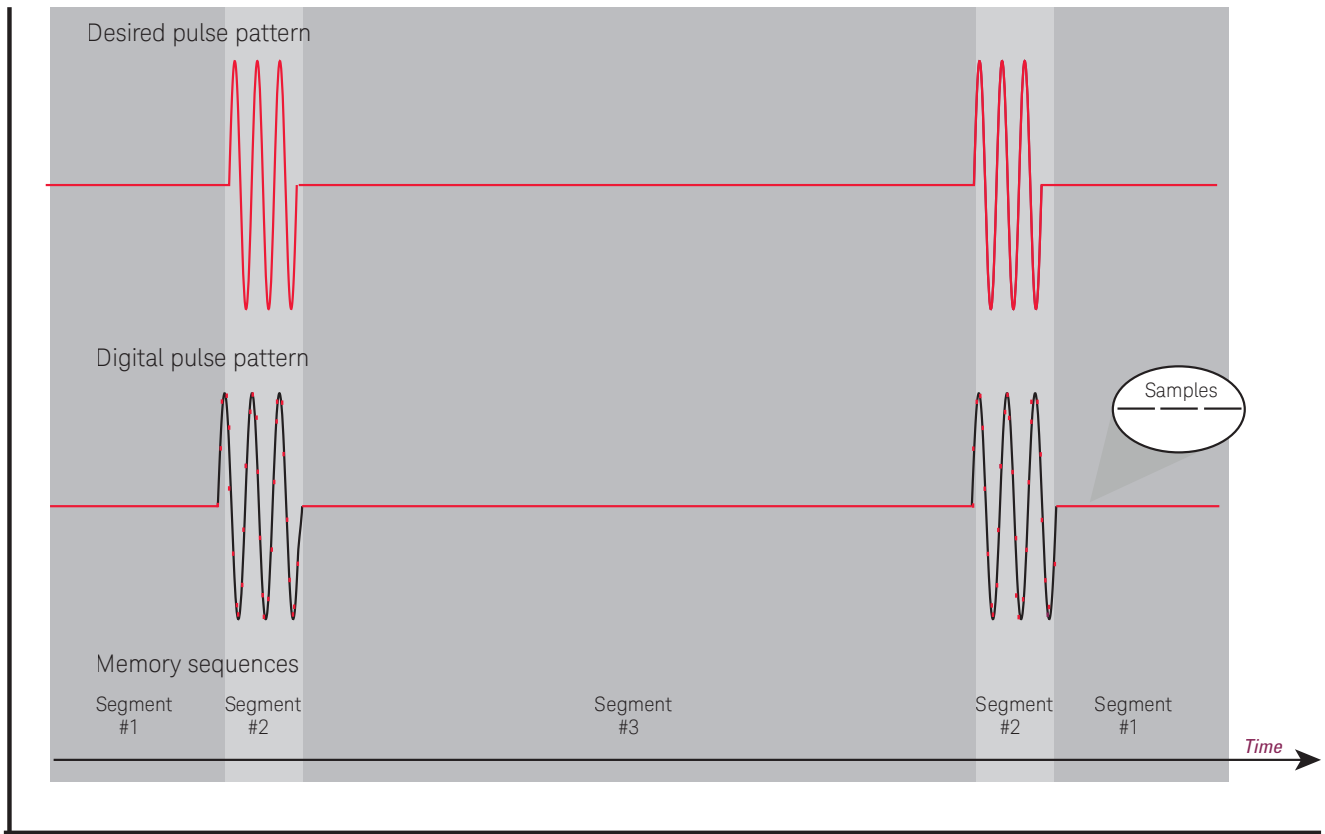 Desired pulse pattern
Digital pulse pattern
Samples
Memory sequences
Segment
#1
Segment
#2
Segment
#3
Segment
#2
Segment
#1
Time